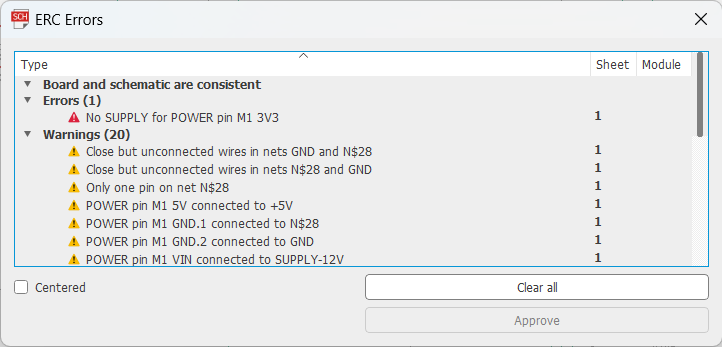 SCH ERC Errors
Type Sheet Module
Board and schematic are consistent
Errors (1)
No SUPPLY for POWER pin M1 3V3 1
Warnings (20)
Close but unconnected wires in nets GND and N$28 1
Close but unconnected wires in nets N$28 and GND 1
Only one pin on net N$28 1
POWER pin M1 5V connected to +5V 1
POWER pin M1 GND.1 connected to N$28 1
POWER pin M1 GND.2 connected to GND 1
POWER pin M1 VIN connected to SUPPLY-12V 1
Centered Clear all
Approve